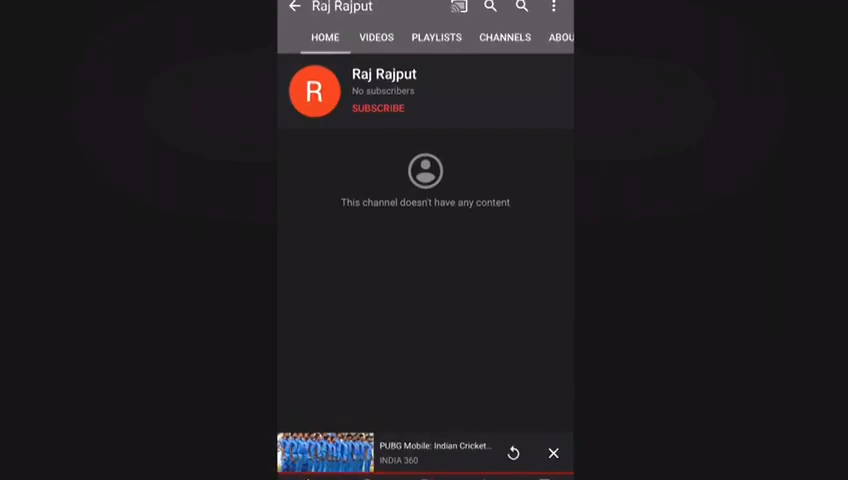 Raj Rajput
HOME VIDEOS PLAYLISTS CHANNELS ABOU
R
Raj Rajput
No subscribers
SUBSCRIBE
This channel doesn't have any content
PUBG Mobile: Indian Cricket...
INDIA 360